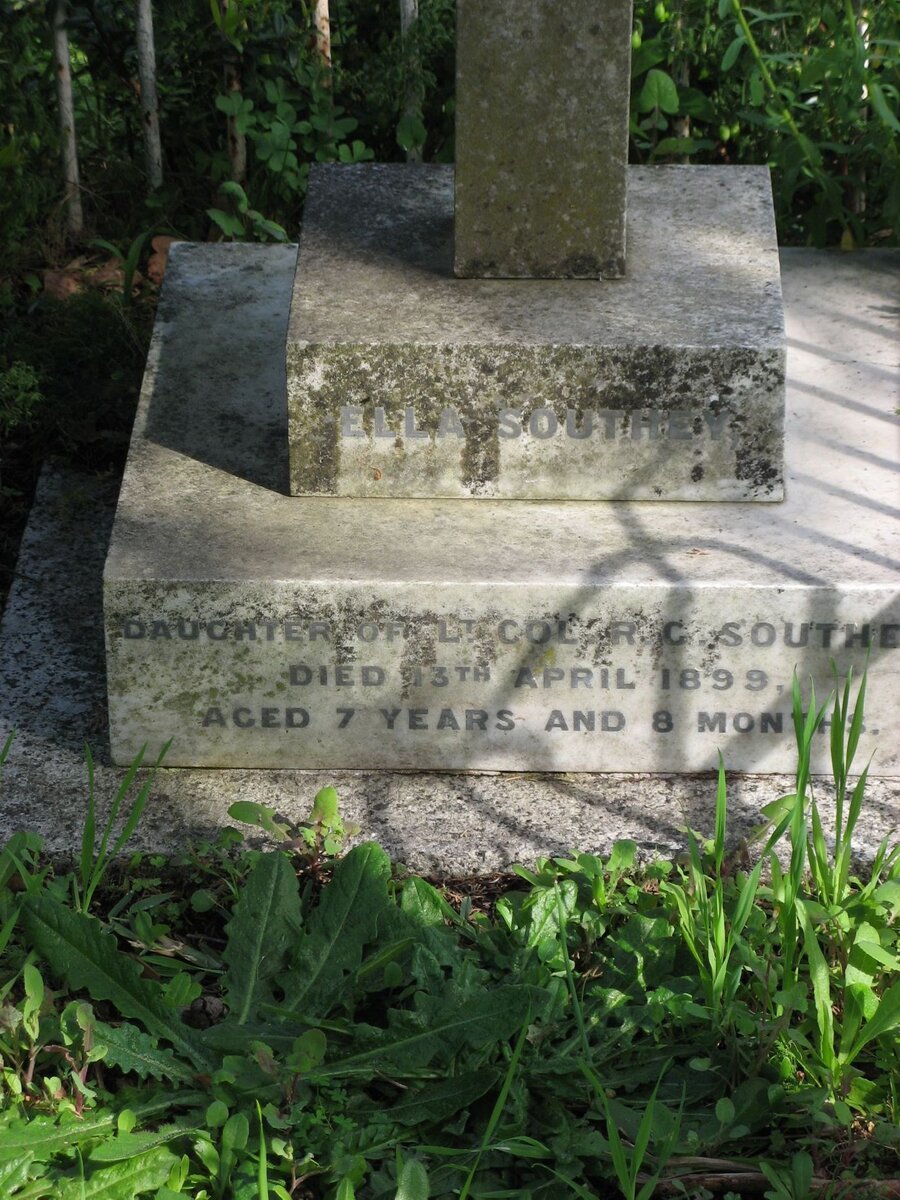 ELLA SOUTHEY,
DAUGHTER OF LT. COL. R. G. SOUTHE
DIED 13TH APRIL 1899,
AGED 7 YEARS AND 8 MONTHS.